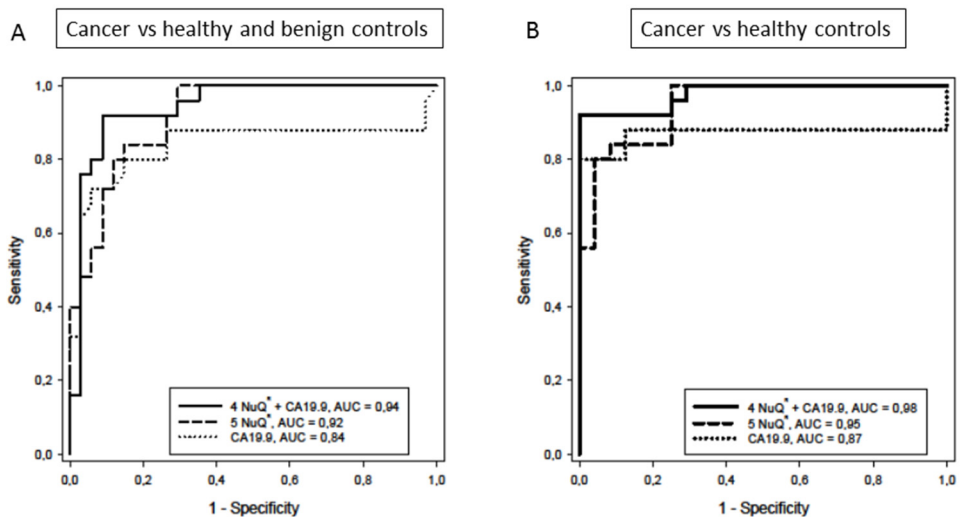 A
Cancer vs healthy and benign controls
Sensitivity
1,0
0,8
0,6
0,4
0,2
0,0
4 NuQ* + CA19.9, AUC = 0,94
5 NuQ*, AUC = 0,92
CA19.9, AUC = 0,84
0,0 0,2 0,4 0,6 0,8 1,0
1 - Specificity
B
Cancer vs healthy controls
Sensitivity
1,0
0,8
0,6
0,4
0,2
0,0
4 NuQ* + CA19.9, AUC = 0,98
5 NuQ*, AUC = 0,95
CA19.9, AUC = 0,87
0,0 0,2 0,4 0,6 0,8 1,0
1 - Specificity